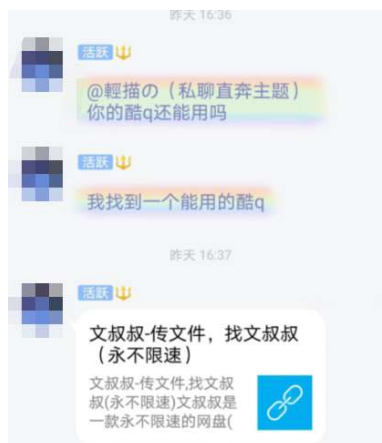 昨天 16:36
活跃
@輕描の（私聊直奔主题）
你的酷q还能用吗
活跃
我找到一个能用的酷q
昨天 16:37
活跃
文叔叔-传文件，找文叔叔
（永不限速）
文叔叔-传文件,找文叔
叔(永不限速)文叔叔是
一款永不限速的网盘(